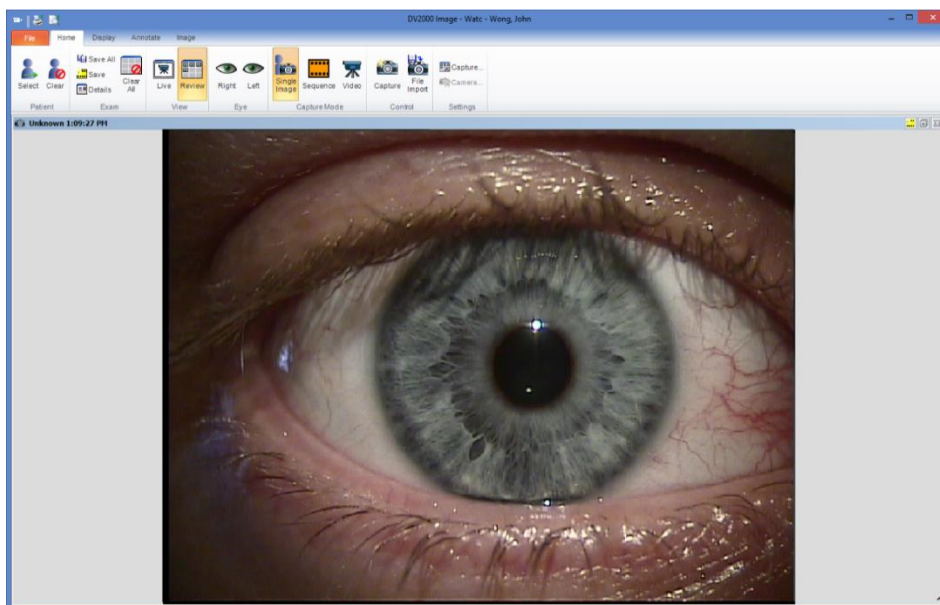 DV2000 Image - Watc - Wong, John
File Home Display Annotate Image
Select Clear Save All Save Details Clear All Live Review Right Left Single Image Sequence Video Capture File Import Capture... Camera...
Patient Exam View Eye Capture Mode Control Settings
Unknown 1:09:27 PM